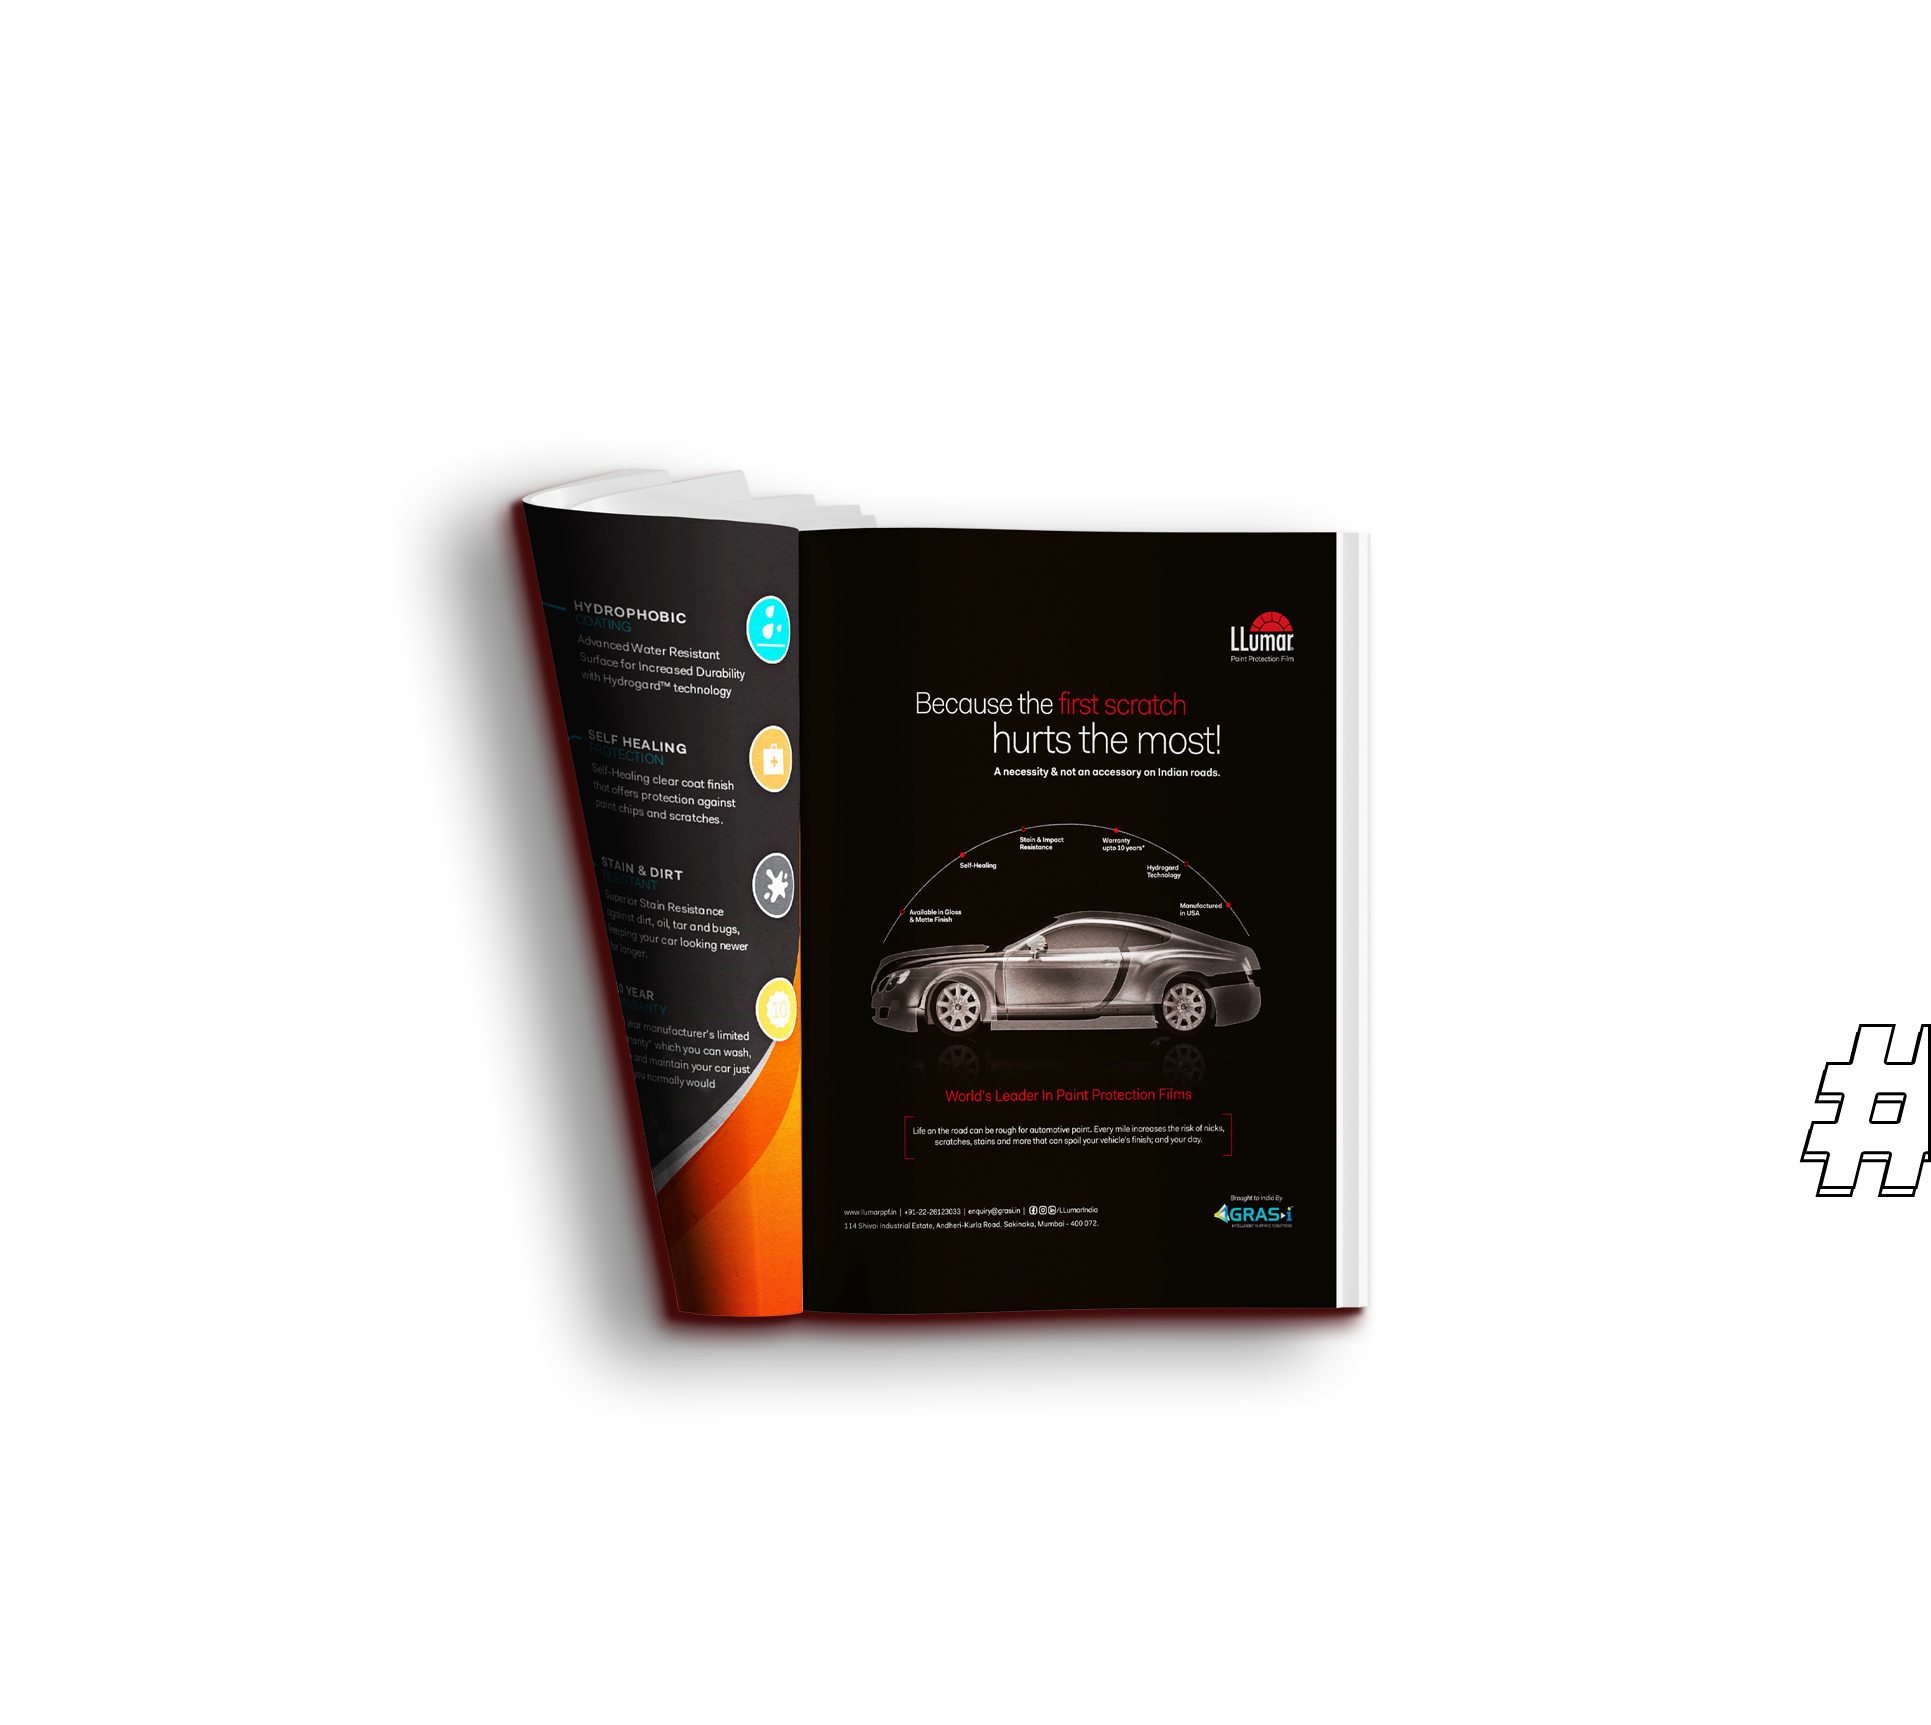 HYDROPHOBIC
COATING
Advanced Water Resistant
Surface for Increased Durability
with Hydrogard™ technology
SELF HEALING
PROTECTION
Self-Healing clear coat finish
that offers protection against
paint chips and scratches.
STAIN & DIRT
RESISTANT
Superior Stain Resistance
against dirt, oil, tar and bugs,
keeping your car looking newer
for longer.
YEAR
10
year manufacturer's limited
which you can wash,
and maintain your car just
normally would
LLumar
Paint Protection Film
Because the first scratch
hurts the most!
A necessity & not an accessory on Indian roads.
Stain & Impact
Resistance
Warranty
upto 10 years*
Self-Healing
Hydrogard
Technology
Available in Gloss
& Matte Finish
Manufactured
in USA
World's Leader In Paint Protection Films
Life on the road can be rough for automotive paint. Every mile increases the risk of nicks,
scratches, stains and more that can spoil your vehicle's finish; and your day.
www.llumarppf.in | +91-22-26123033 | enquiry@grasi.in | /LLumarIndia
114 Shivai Industrial Estate, Andheri-Kurla Road, Sakinaka, Mumbai - 400 072.
Brought to India By
GRAS-i
INTELLIGENT SURFACE SOLUTIONS
#